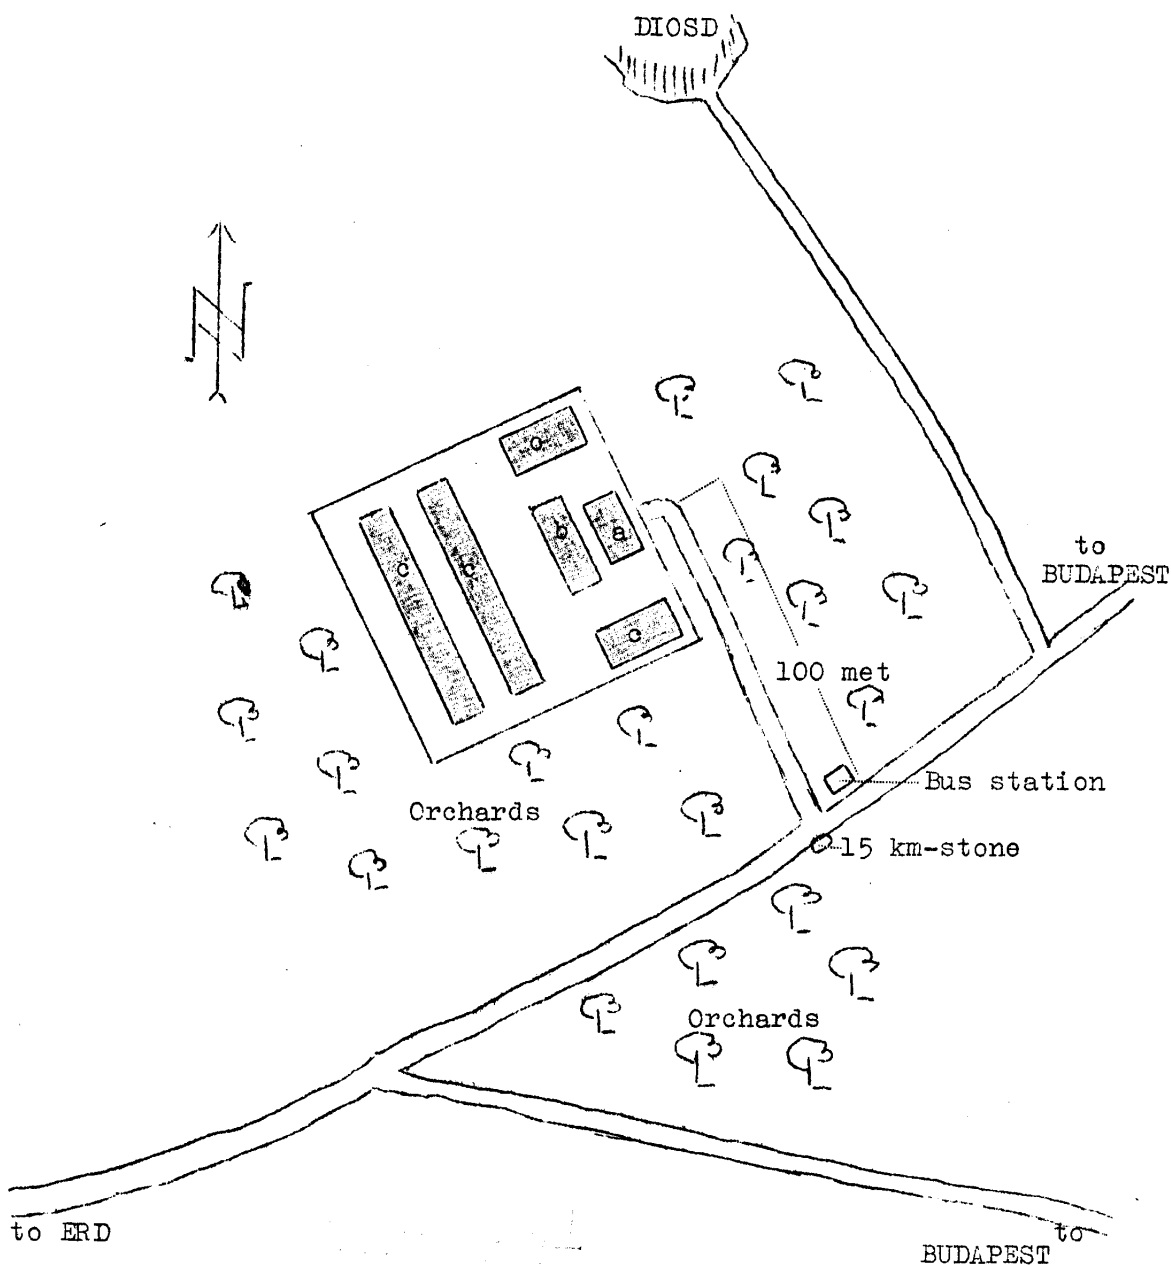 DIOSD
N
c
b
a
c
c
c
to
BUDAPEST
100 met
Bus station
Orchards
15 km-stone
Orchards
to ERD
to
BUDAPEST